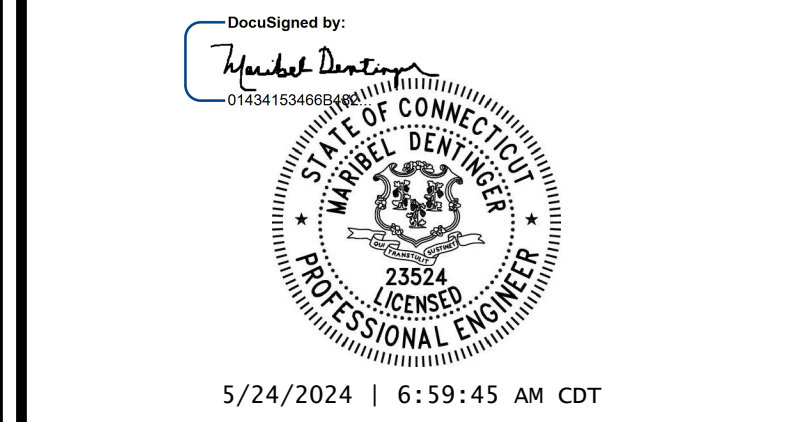 DocuSigned by:
Maribel Dentinger
01434153466B482...
STATE OF CONNECTICUT
MARIBEL DENTINGER
QUI TRANSTULIT SUSTINET
23524
LICENSED
PROFESSIONAL ENGINEER
5/24/2024 | 6:59:45 AM CDT